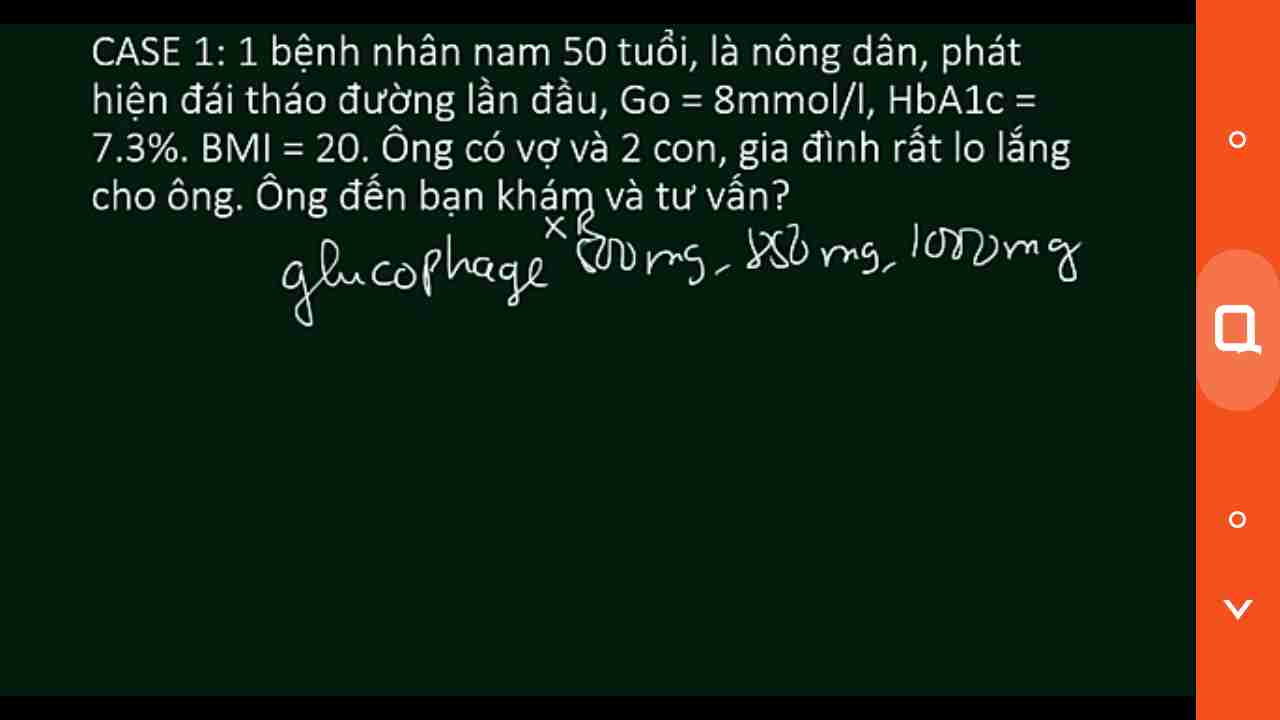 CASE 1: 1 bệnh nhân nam 50 tuổi, là nông dân, phát
hiện đái tháo đường lần đầu, Go = 8mmol/l, HbA1c =
7.3%. BMI = 20. Ông có vợ và 2 con, gia đình rất lo lắng
cho ông. Ông đến bạn khám và tư vấn?
glucophage XR 500mg, 850mg, 1000mg